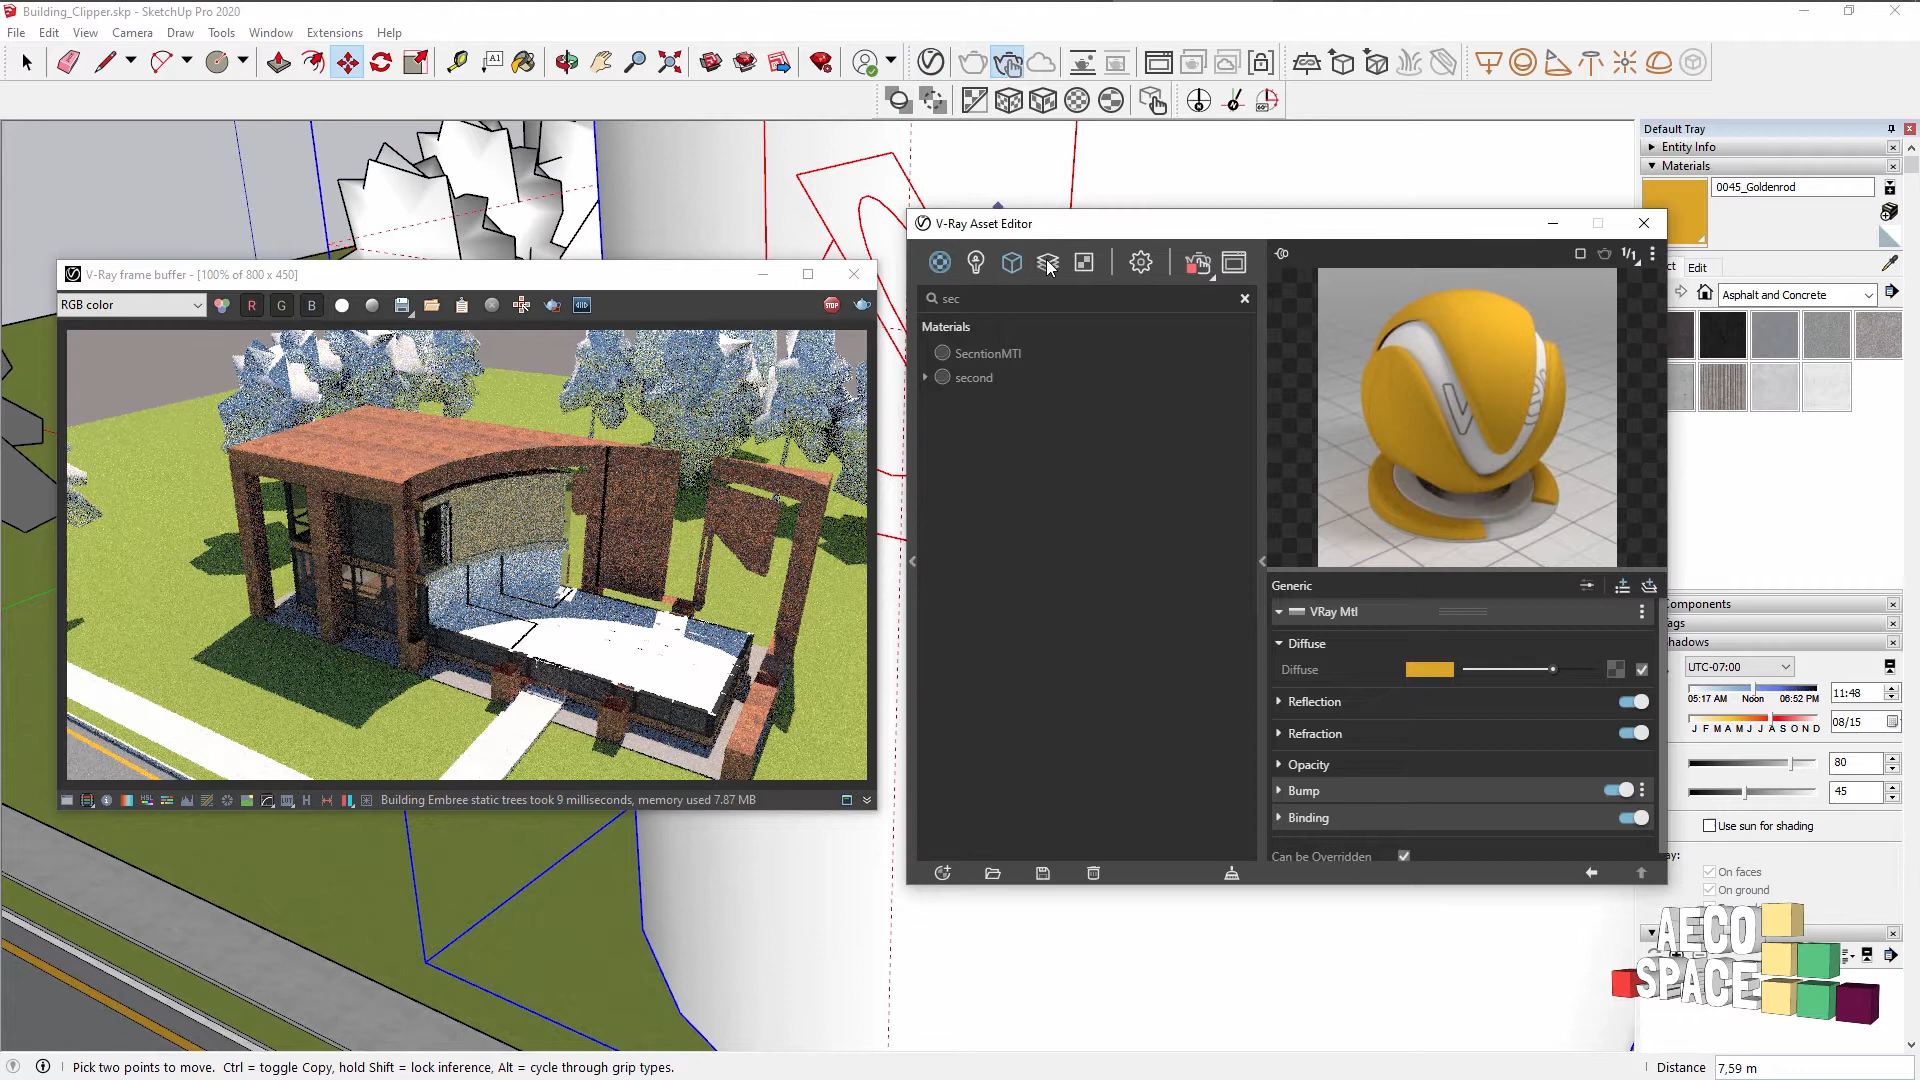 Building_Clipper.skp - SketchUp Pro 2020
File Edit View Camera Draw Tools Window Extensions Help
A1
Default Tray
Entity Info
Materials
0045_Goldenrod
Edit
Asphalt and Concrete
V-Ray frame buffer - [100% of 800 x 450]
RGB color
R G B
STOP
Building Embree static trees took 9 milliseconds, memory used 7.87 MB
V-Ray Asset Editor
1/1
sec
Materials
SecntionMTl
second
Generic
VRay Mtl
Diffuse
Diffuse
Reflection
Refraction
Opacity
Bump
Binding
Can be Overridden
omponents
ags
hadows
UTC-07:00
05:17 AM Noon 06:52 PM
11:48
J F M A M J J A S O N D
08/15
80
45
Use sun for shading
ay:
On faces
On ground
AECO
SPACE
Pick two points to move. Ctrl = toggle Copy, hold Shift = lock inference, Alt = cycle through grip types.
Distance 7,59 m